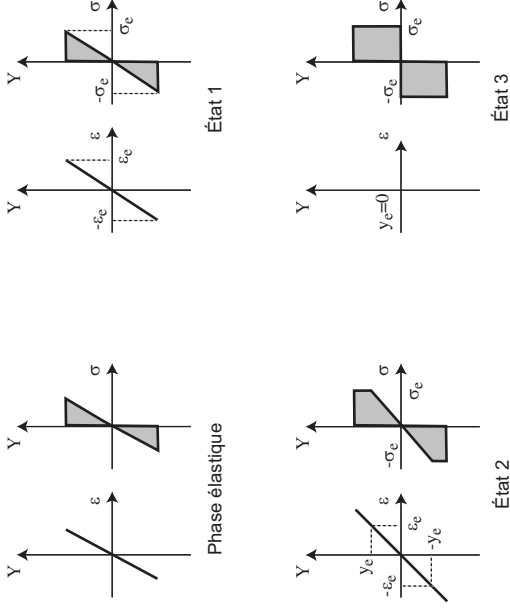 Y
ε
Y
σ
Phase élastique
Y
ε
-εₑ
εₑ
Y
σ
-σₑ
σₑ
État 1
Y
ε
yₑ
-εₑ
εₑ
-yₑ
Y
σ
-σₑ
σₑ
État 2
Y
ε
yₑ=0
Y
σ
-σₑ
σₑ
État 3